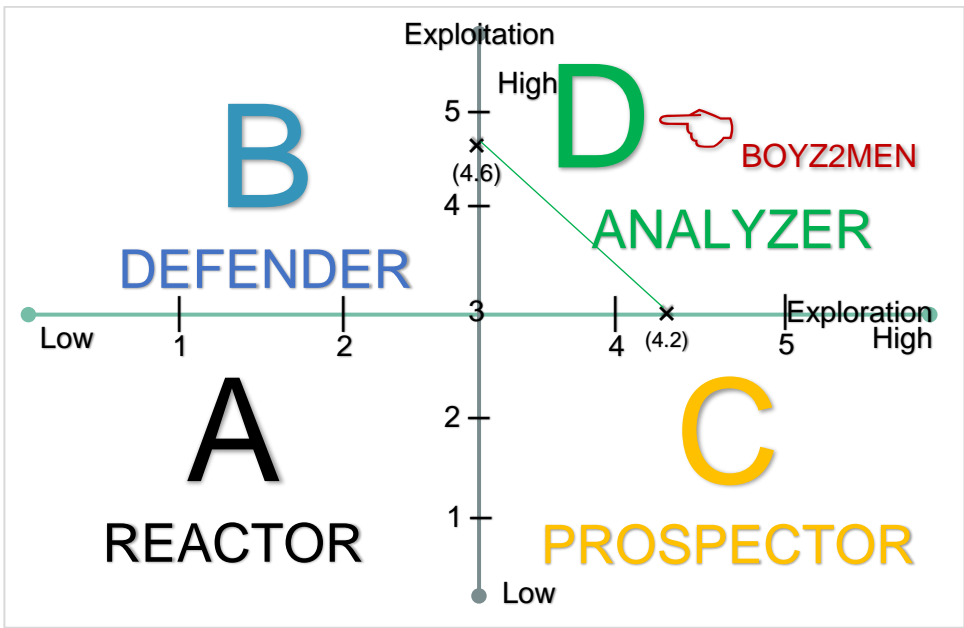 Exploitation
High
5
B
D
BOYZ2MEN
(4.6)
4
ANALYZER
DEFENDER
3
Exploration
Low
1
2
4
(4.2)
5
High
A
2
C
1
REACTOR
PROSPECTOR
Low